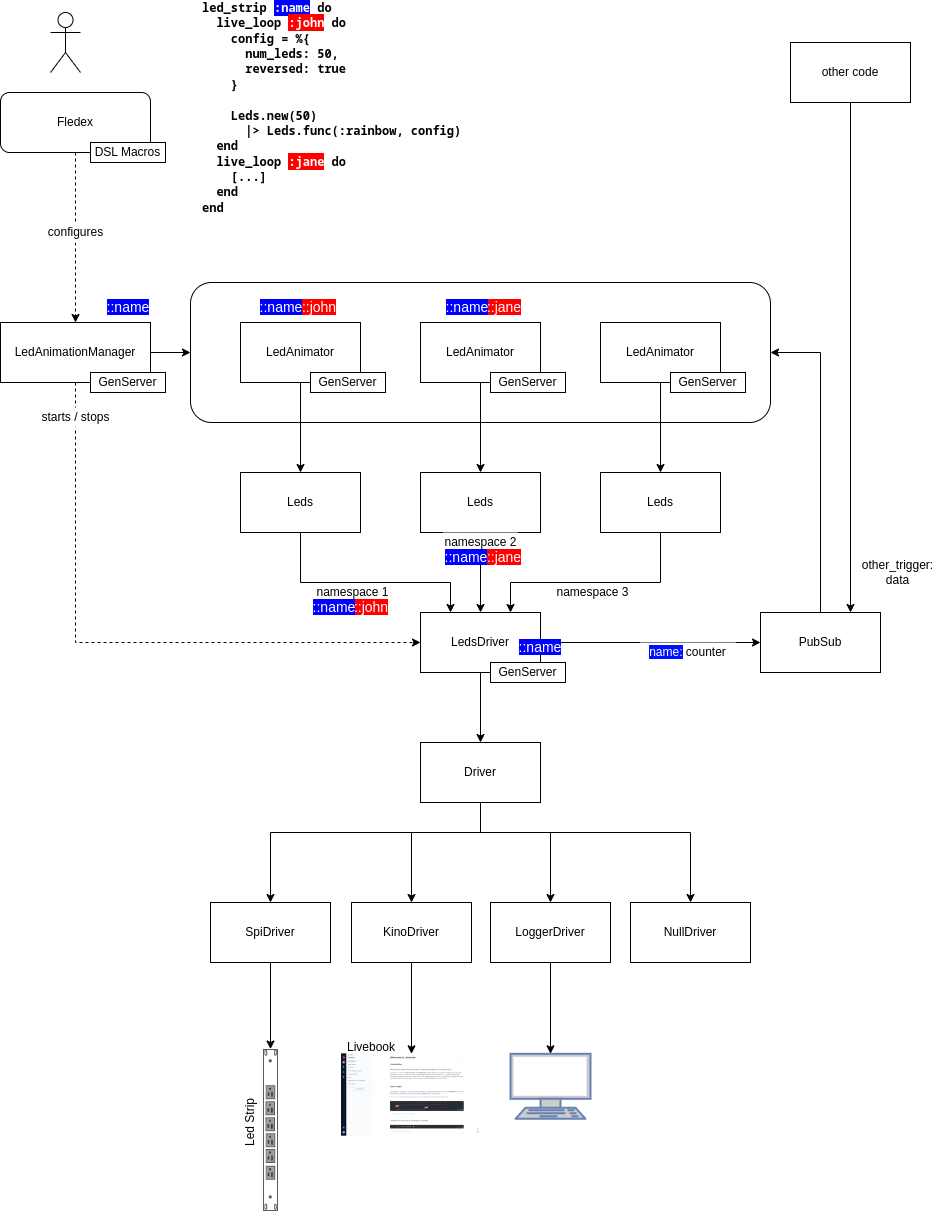 led_strip :name do
live_loop :john do
config = %{
num_leds: 50,
reversed: true
}
Leds.new(50)
|> Leds.func(:rainbow, config)
end
live_loop :jane do
[...]
end
end
other code
Fledex
DSL Macros
configures
::name
::name::john
::name::jane
LedAnimationManager
GenServer
LedAnimator
GenServer
LedAnimator
GenServer
LedAnimator
GenServer
starts / stops
Leds
Leds
Leds
namespace 2
::name::jane
namespace 1
::name::john
namespace 3
other_trigger:
data
LedsDriver
::name
GenServer
name: counter
PubSub
Driver
SpiDriver
KinoDriver
LoggerDriver
NullDriver
Livebook
Led Strip